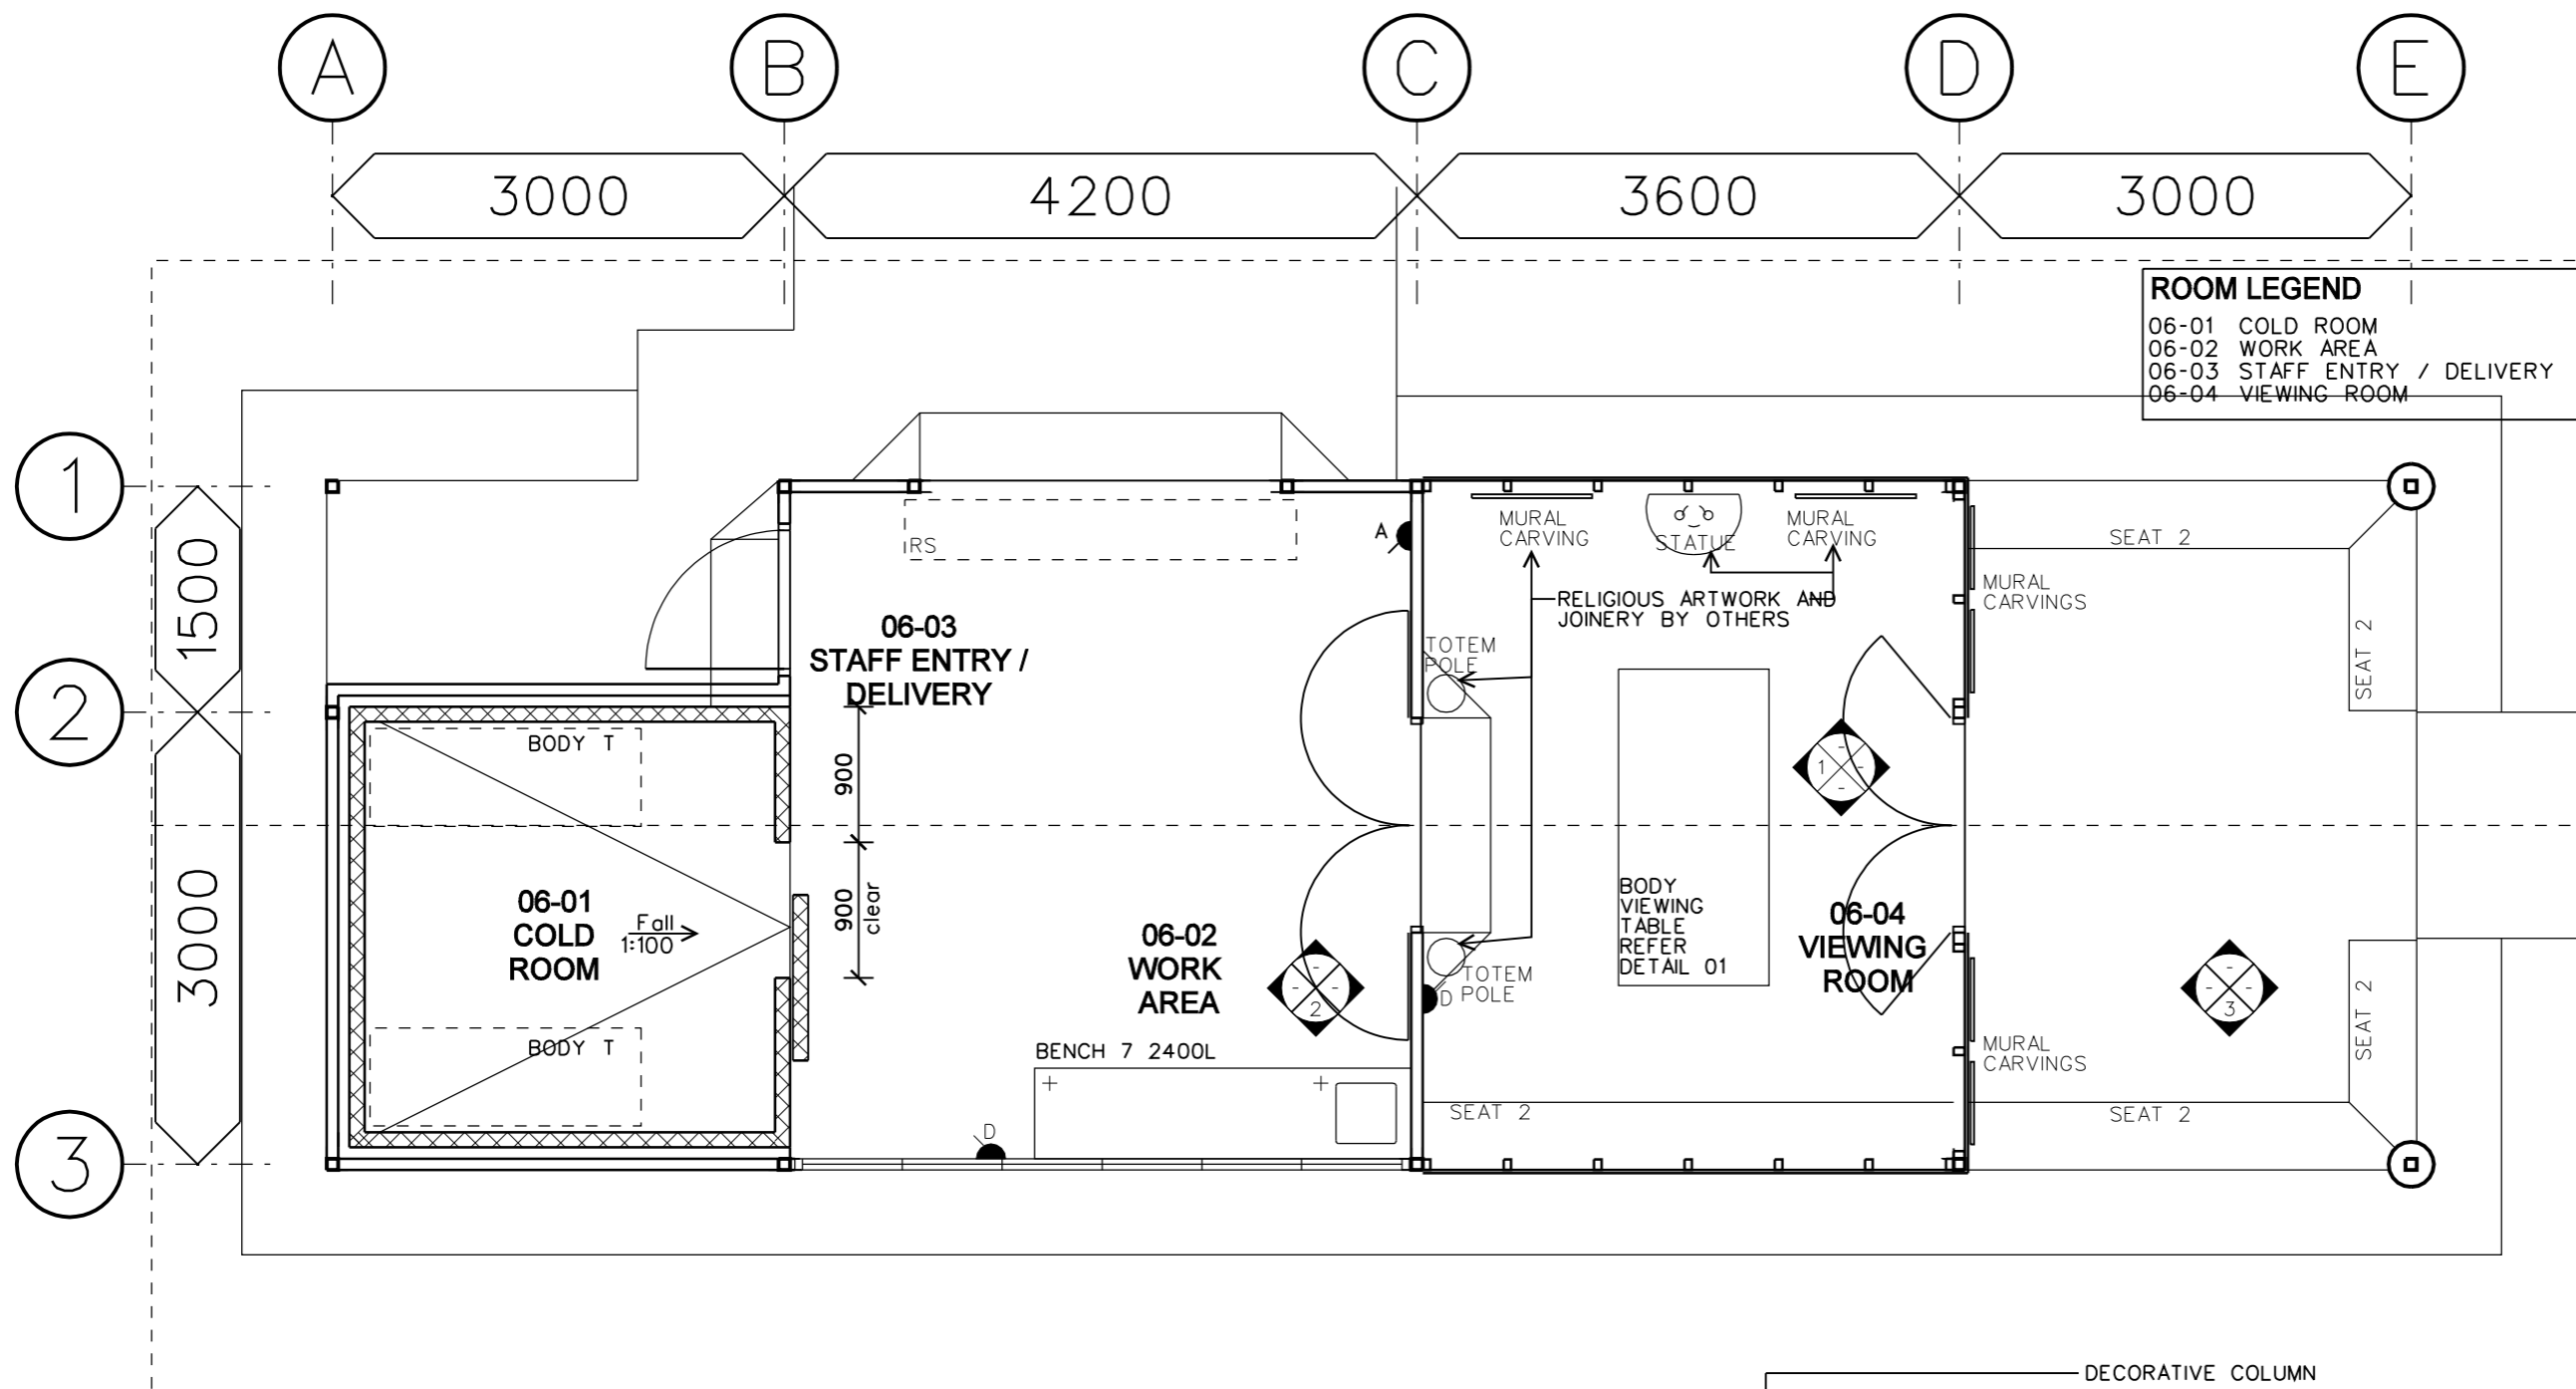 A B C D E
3000 4200 3600 3000
ROOM LEGEND
06-01 COLD ROOM
06-02 WORK AREA
06-03 STAFF ENTRY / DELIVERY
06-04 VIEWING ROOM
1
2
3
1500
3000
RS
A
MURAL
CARVING
STATUE
MURAL
CARVING
SEAT 2
MURAL
CARVINGS
RELIGIOUS ARTWORK AND
JOINERY BY OTHERS
06-03
STAFF ENTRY /
DELIVERY
TOTEM
POLE
SEAT 2
BODY T
900
1
-
-
-
06-01
COLD
ROOM
Fall
1:100
900
clear
06-02
WORK
AREA
BODY
VIEWING
TABLE
REFER
DETAIL 01
06-04
VIEWING
ROOM
-
-
-
2
D
TOTEM
POLE
-
-
-
3
SEAT 2
BODY T
BENCH 7 2400L
MURAL
CARVINGS
D
SEAT 2
SEAT 2
DECORATIVE COLUMN